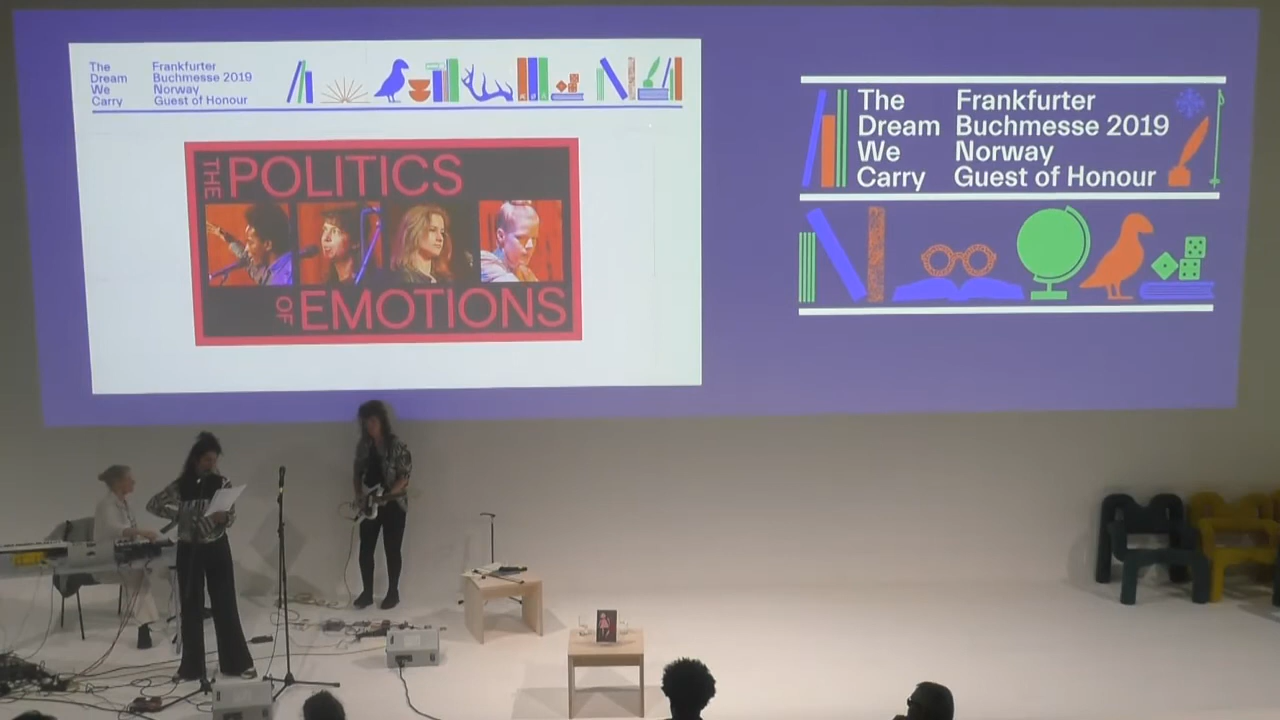 The Dream We Carry
Frankfurter Buchmesse 2019 Norway Guest of Honour
THE POLITICS
OF EMOTIONS
The Dream We Carry
Frankfurter Buchmesse 2019 Norway Guest of Honour